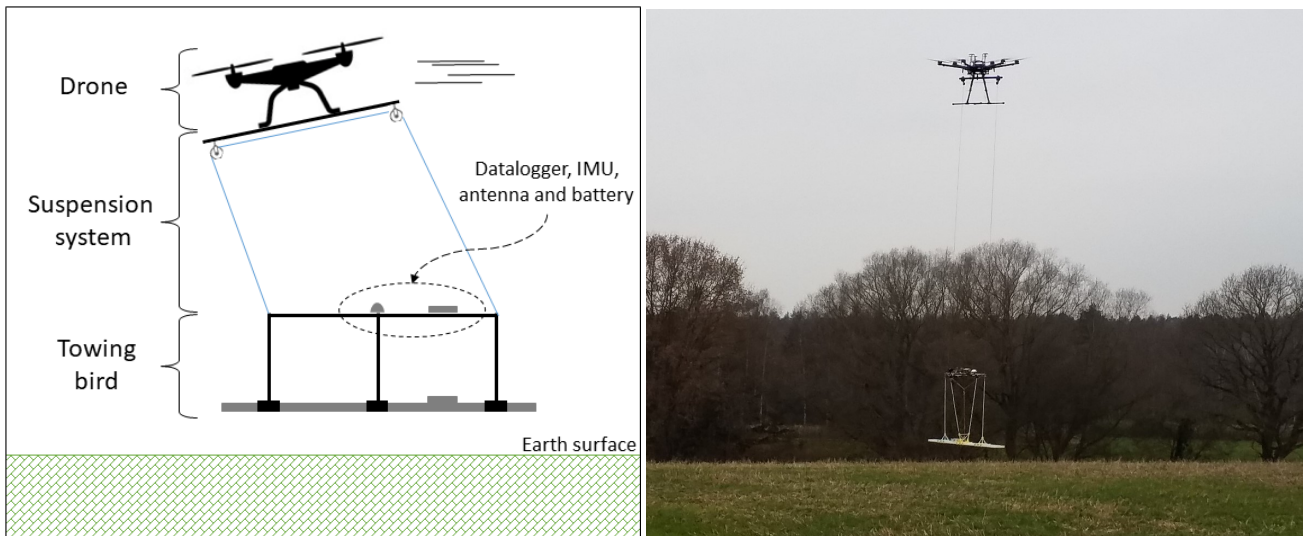 Drone
Suspension
system
Datalogger, IMU,
antenna and battery
Towing
bird
Earth surface